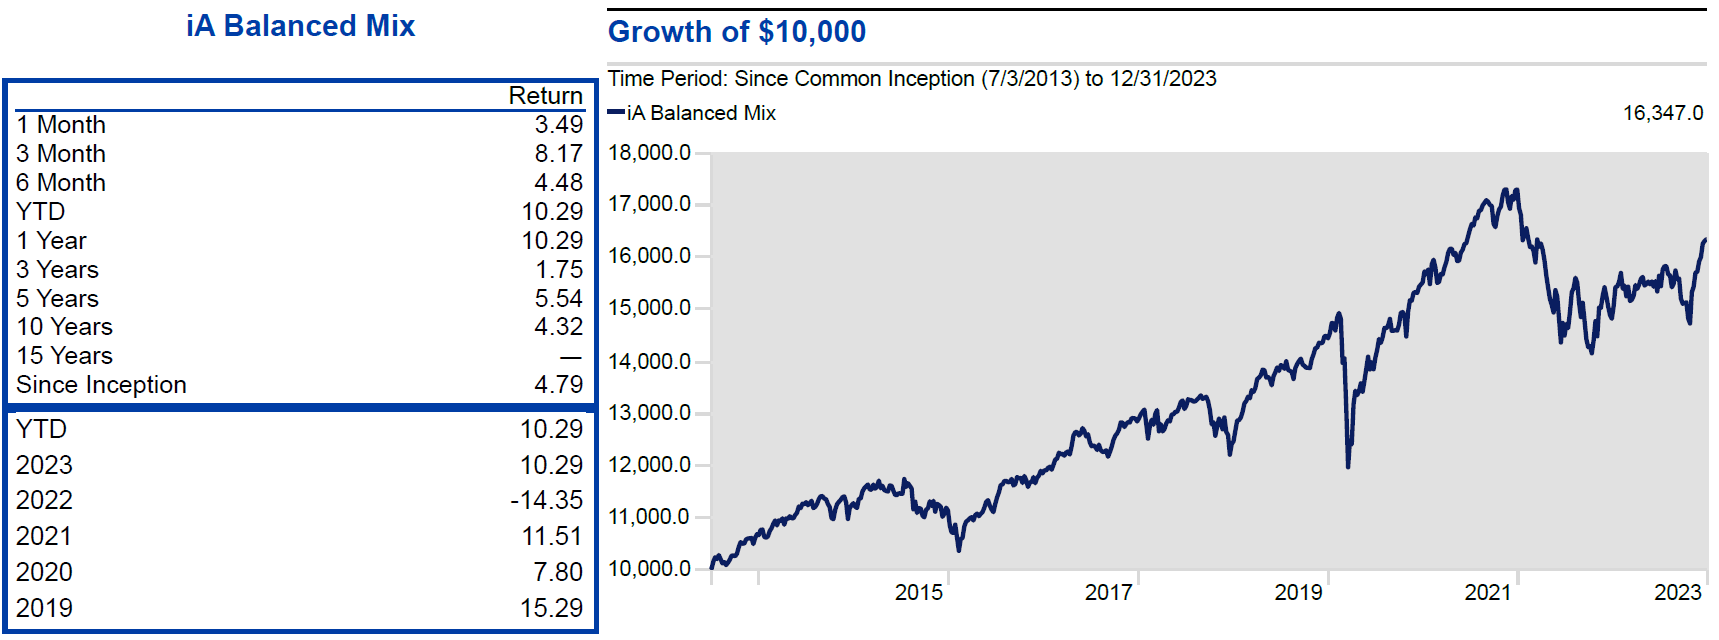 iA Balanced Mix
Return
1 Month 3.49
3 Month 8.17
6 Month 4.48
YTD 10.29
1 Year 10.29
3 Years 1.75
5 Years 5.54
10 Years 4.32
15 Years —
Since Inception 4.79
YTD 10.29
2023 10.29
2022 -14.35
2021 11.51
2020 7.80
2019 15.29
Growth of $10,000
Time Period: Since Common Inception (7/3/2013) to 12/31/2023
iA Balanced Mix 16,347.0
18,000.0
17,000.0
16,000.0
15,000.0
14,000.0
13,000.0
12,000.0
11,000.0
10,000.0
2015 2017 2019 2021 2023